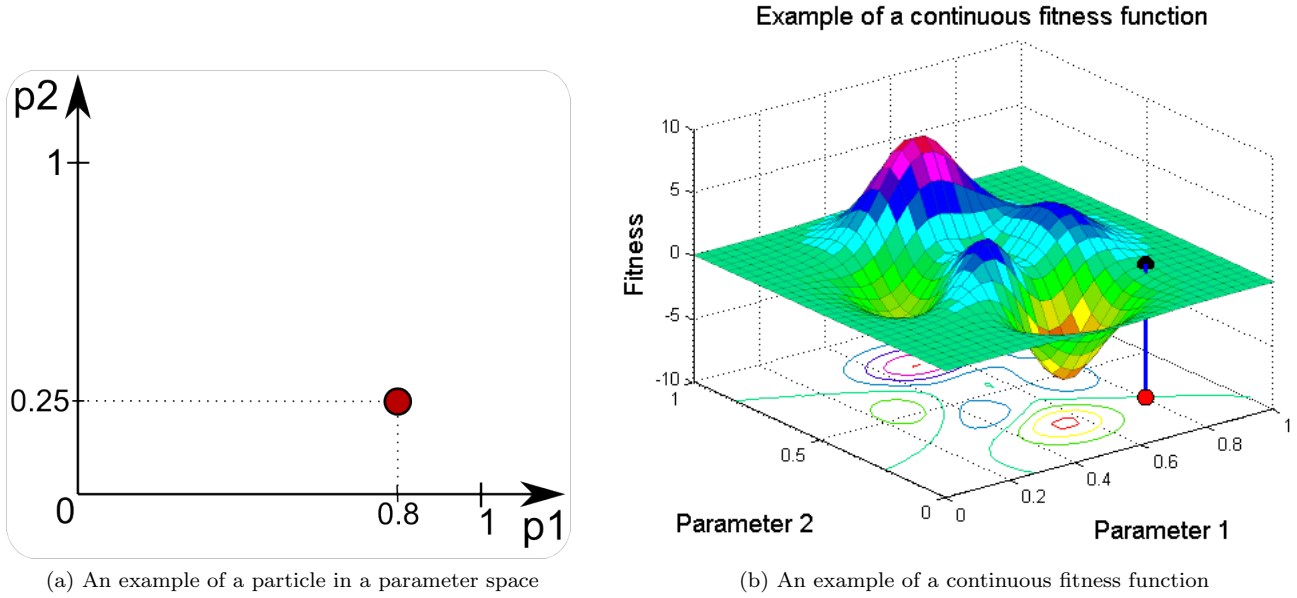 p2
1
0.25
0
0.8
1
p1
(a) An example of a particle in a parameter space
Example of a continuous fitness function
10
5
0
-5
-10
Fitness
1
0.5
0
Parameter 2
0
0.2
0.4
0.6
0.8
1
Parameter 1
(b) An example of a continuous fitness function